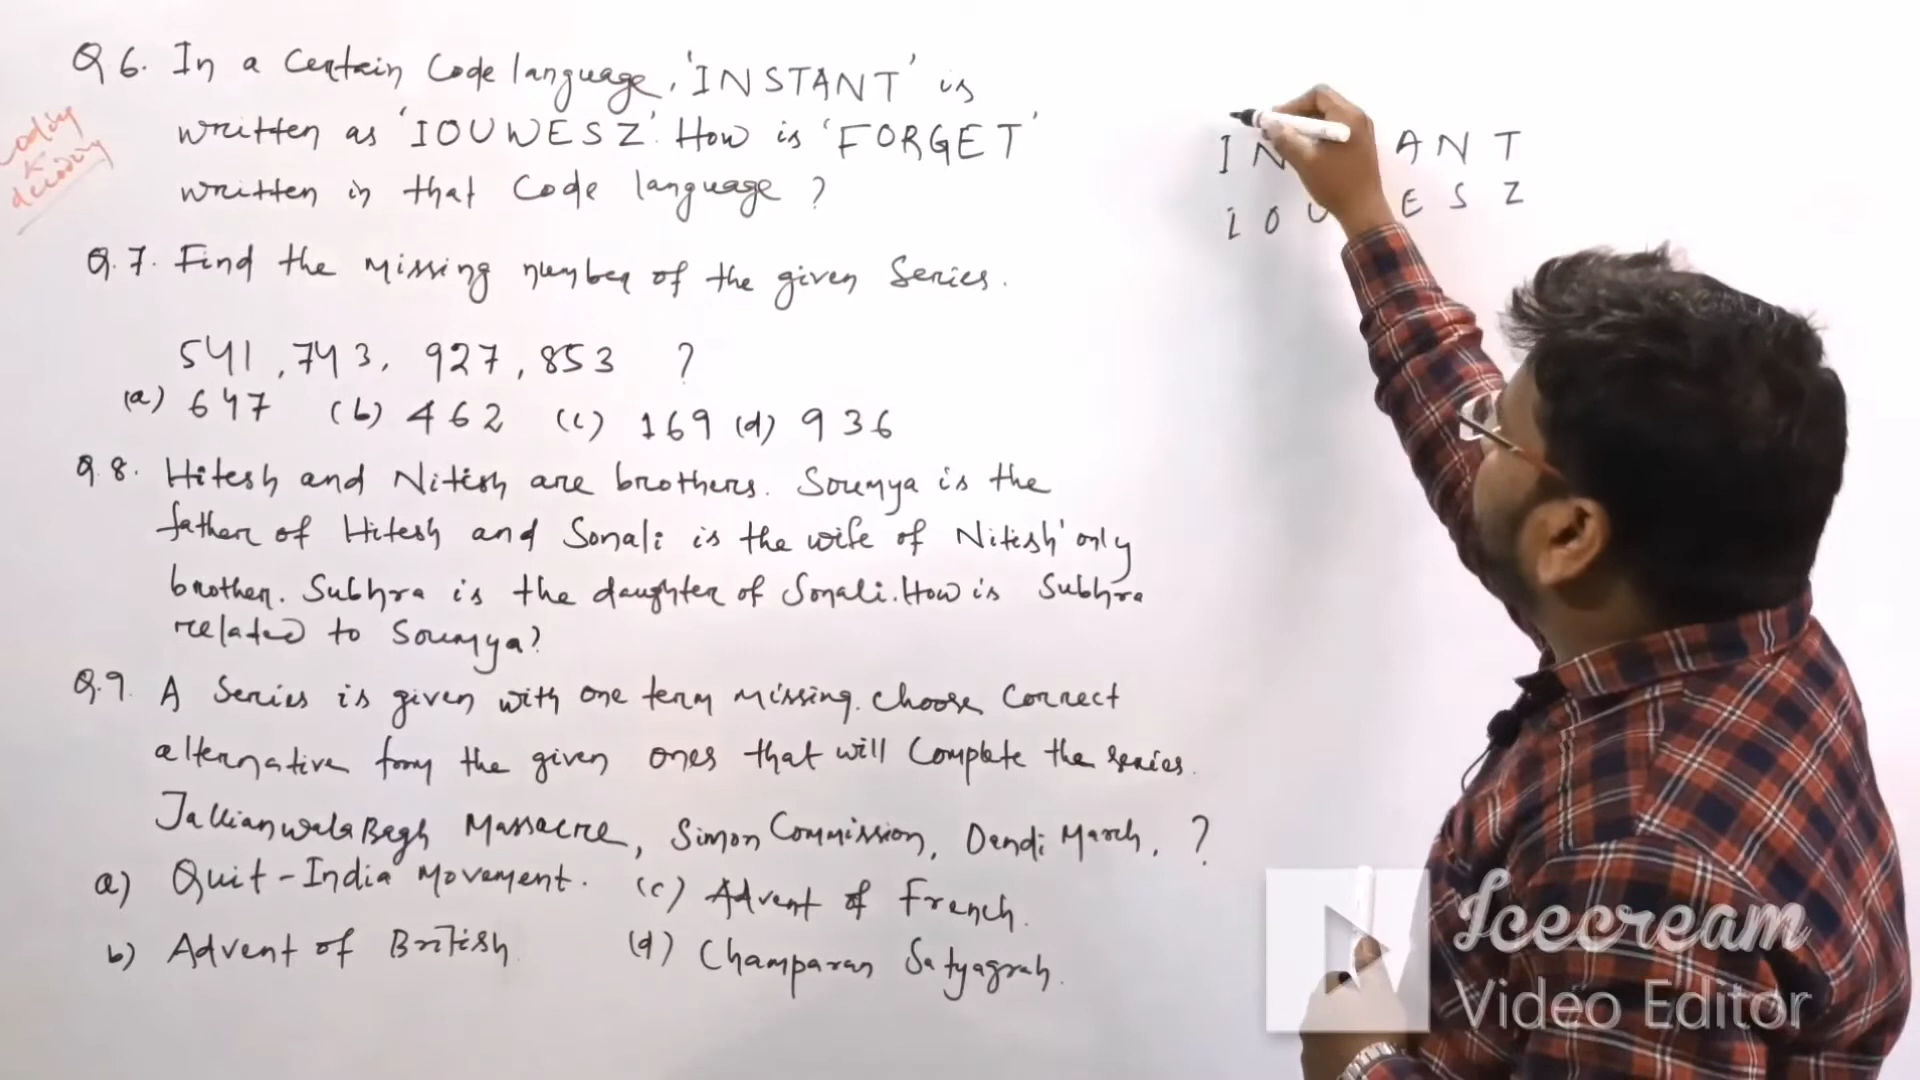 Q 6. In a Certain Code language, 'INSTANT' is
written as 'IOUWESZ'. How is 'FORGET'
written in that Code language ?
Coding
&
decoding
Q.7. Find the missing number of the given Series.
541, 743, 927, 853 ?
(a) 647 (b) 462 (c) 169 (d) 936
Q.8. Hitesh and Nitish are brothers. Soumya is the
father of Hitesh and Sonali is the wife of Nitish' only
brother. Subhra is the daughter of Sonali. How is Subhra
related to Soumya?
Q.9. A Series is given with one term missing. Choose Correct
alternative from the given ones that will Complete the series.
Jallianwala Bagh Massacre, Simon Commission, Dandi March, ?
a) Quit-India Movement. (c) Advent of French.
b) Advent of British (d) Champaran Satyagrah.
I N A N T
I O U E S Z
Icecream
Video Editor